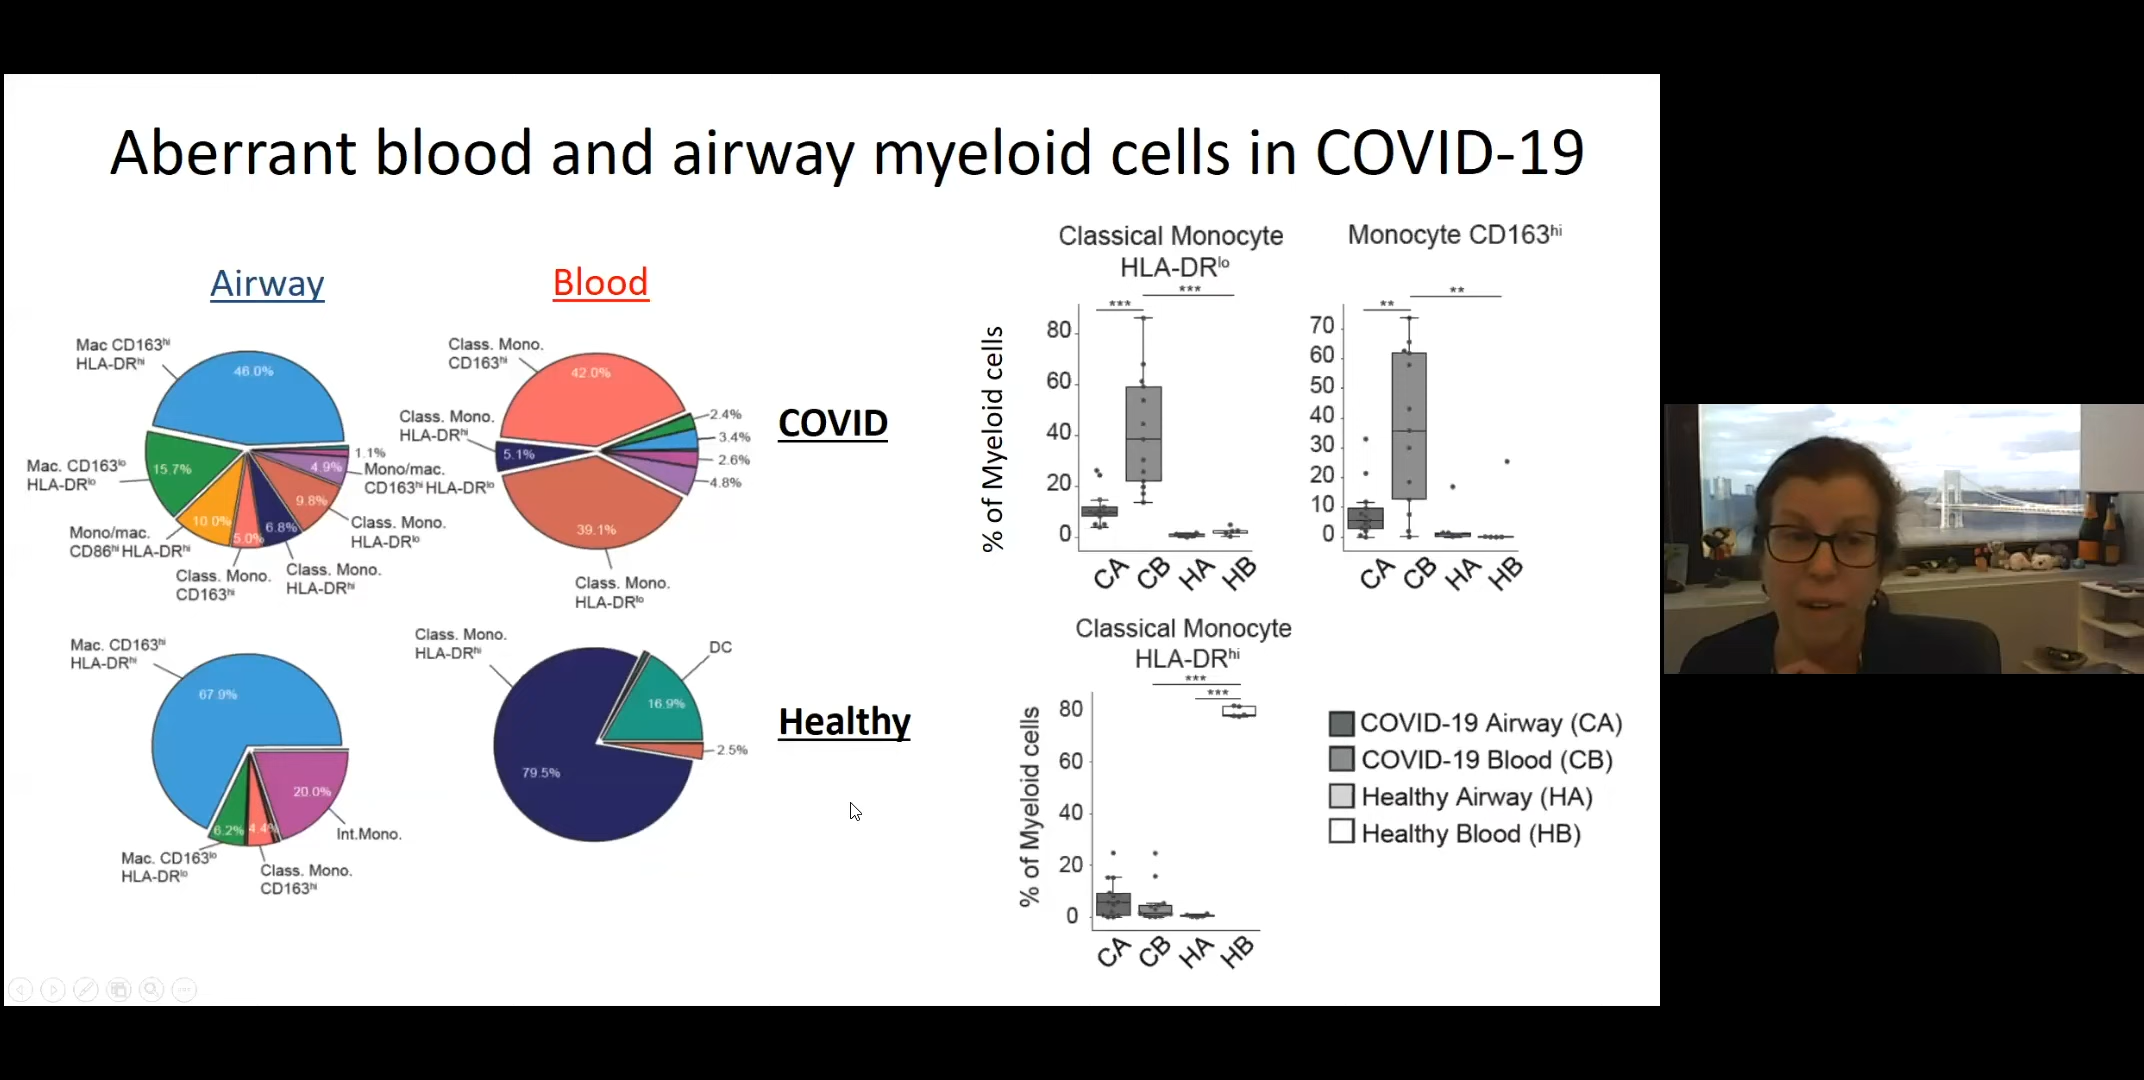 Aberrant blood and airway myeloid cells in COVID-19
Airway
Blood
Mac CD163hi
HLA-DRhi
46.0%
Mac. CD163lo
HLA-DRlo
15.7%
Mono/mac.
CD86hi HLA-DRhi
10.0%
5.0%
Class. Mono.
CD163hi
6.8%
Class. Mono.
HLA-DRhi
9.8%
Class. Mono.
HLA-DRlo
4.9%
Mono/mac.
CD163hi HLA-DRlo
1.1%
Class. Mono.
CD163hi
42.0%
Class. Mono.
HLA-DRhi
5.1%
2.4%
3.4%
2.6%
4.8%
39.1%
Class. Mono.
HLA-DRlo
COVID
Mac. CD163hi
HLA-DRhi
67.9%
20.0%
Int.Mono.
6.2%
4.4%
Mac. CD163lo
HLA-DRlo
Class. Mono.
CD163hi
Class. Mono.
HLA-DRhi
79.5%
DC
16.9%
2.5%
Healthy
Classical Monocyte
HLA-DRlo
***
***
% of Myeloid cells
80
60
40
20
0
CA
CB
HA
HB
Monocyte CD163hi
**
**
70
60
50
40
30
20
10
0
CA
CB
HA
HB
Classical Monocyte
HLA-DRhi
***
***
% of Myeloid cells
80
60
40
20
0
CA
CB
HA
HB
COVID-19 Airway (CA)
COVID-19 Blood (CB)
Healthy Airway (HA)
Healthy Blood (HB)